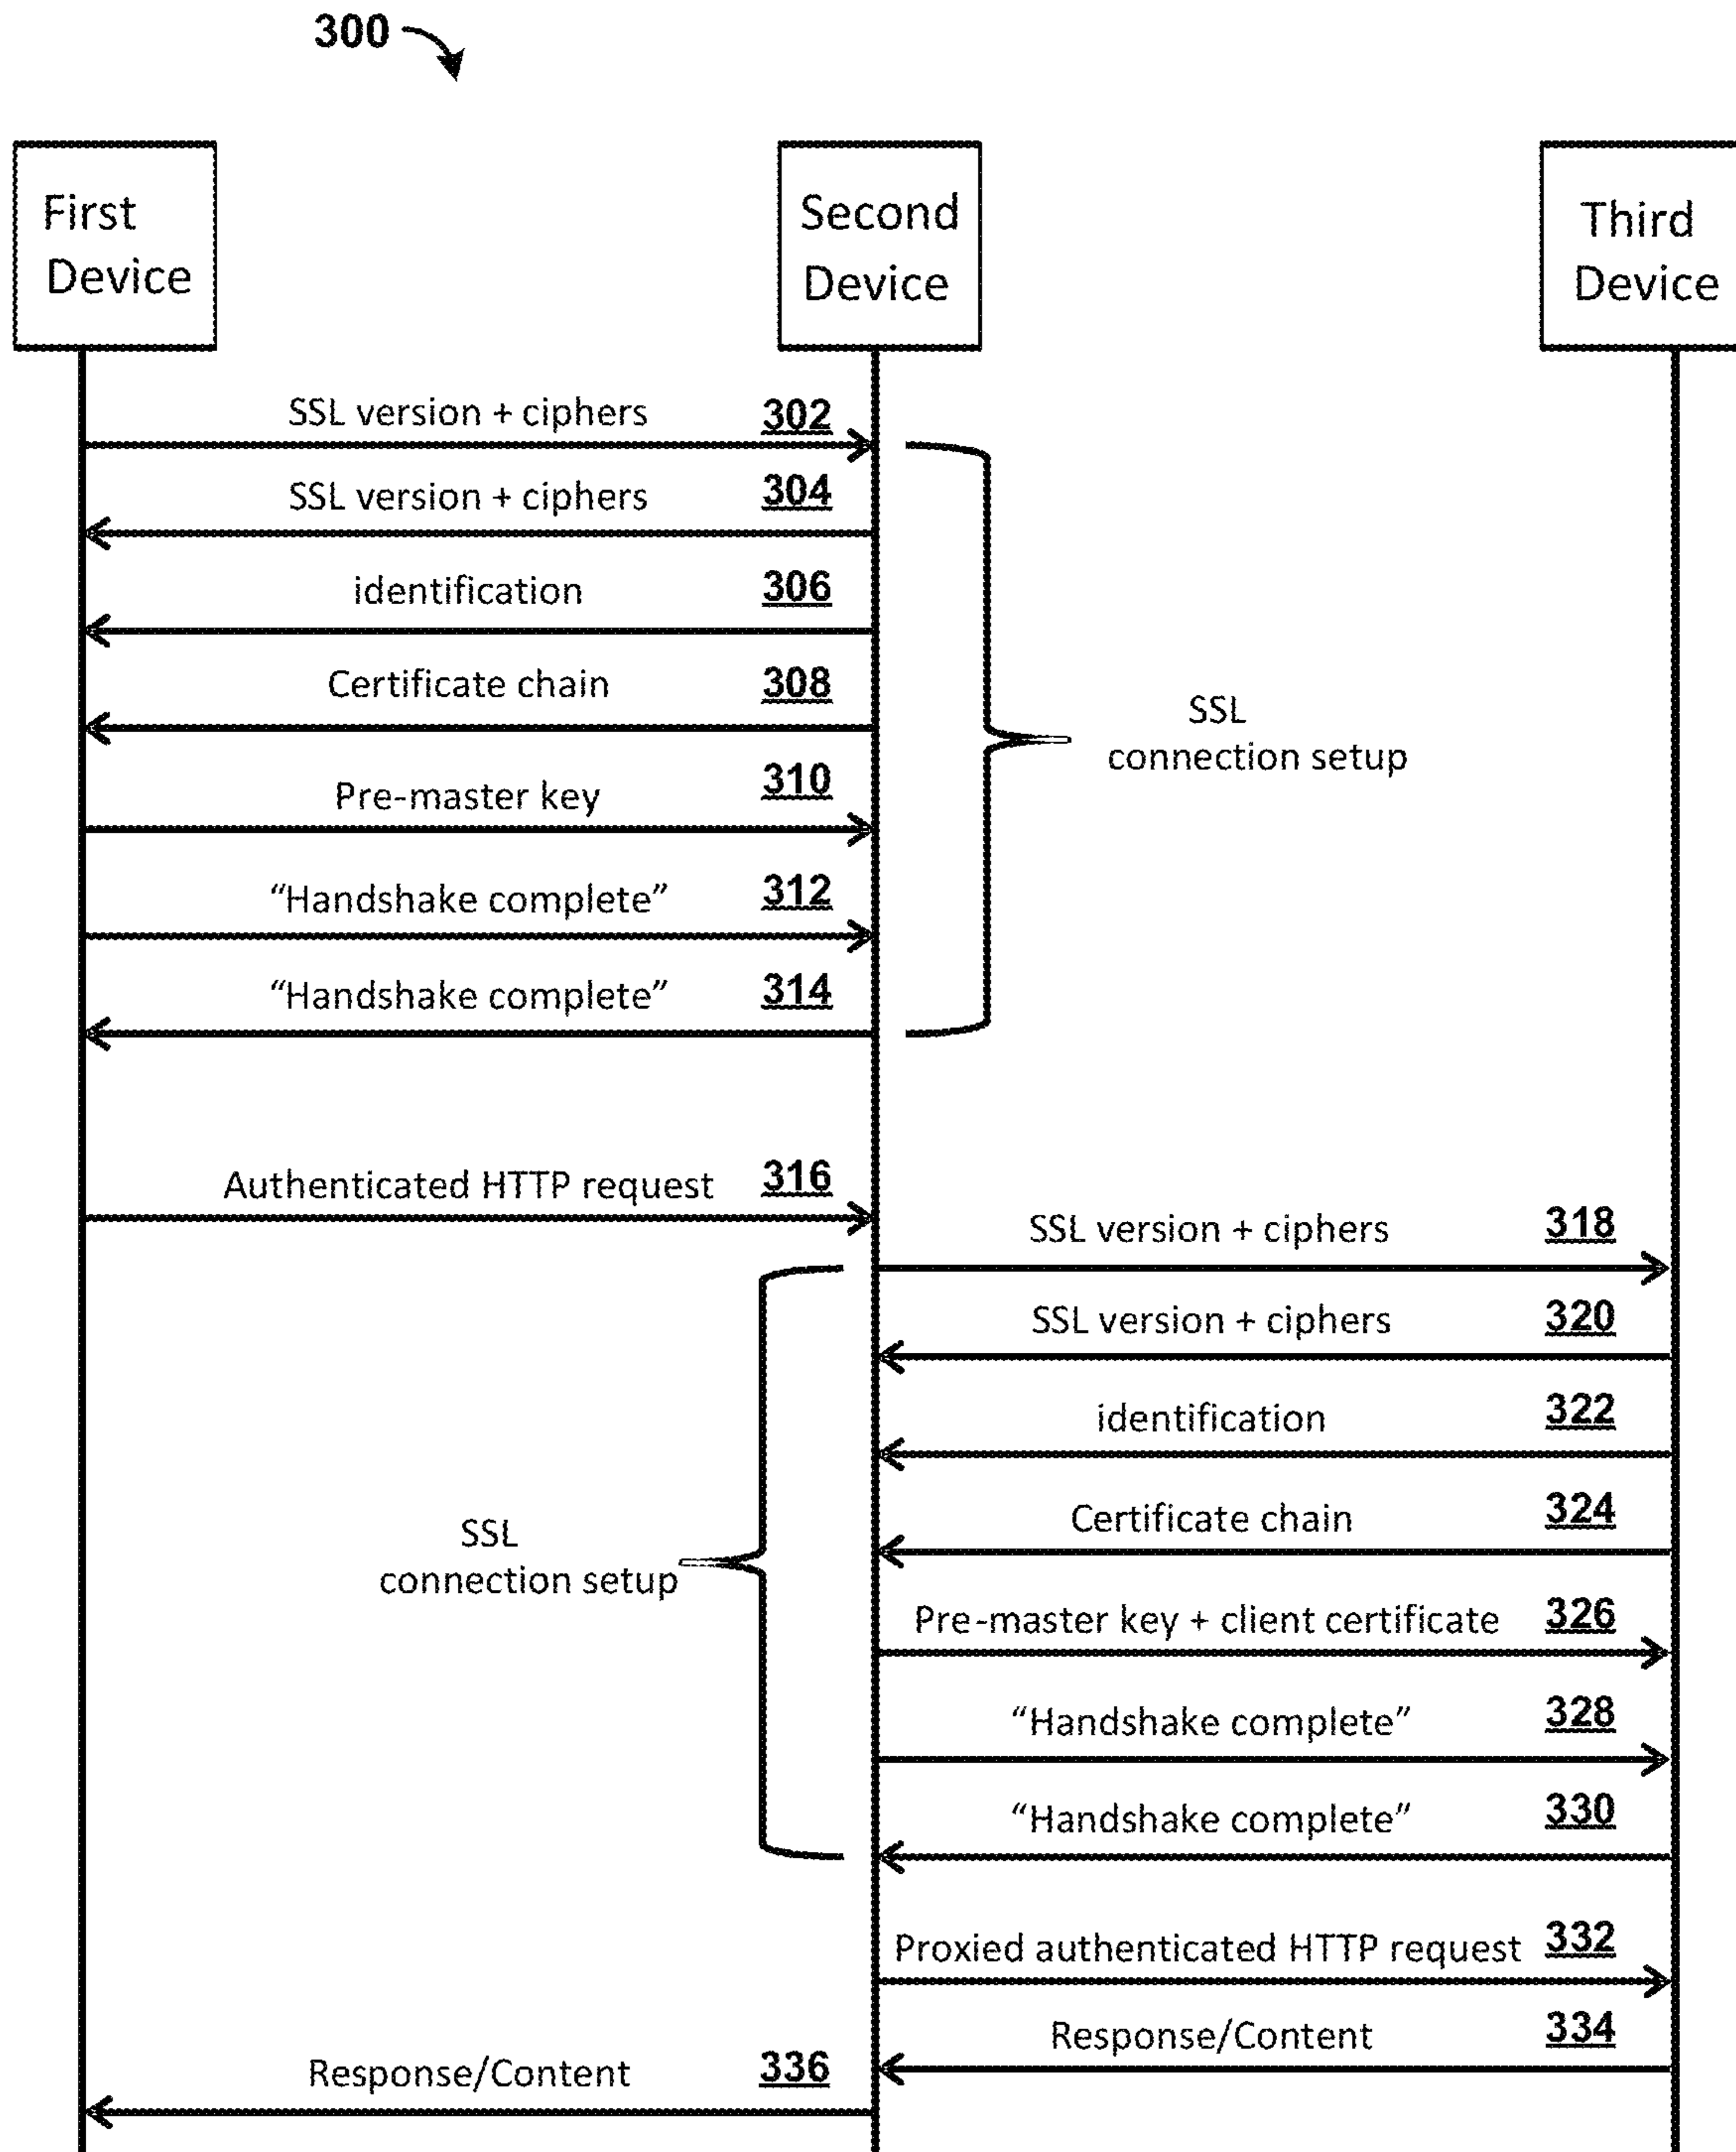 300
First
Device
Second
Device
Third
Device
SSL version + ciphers 302
SSL version + ciphers 304
identification 306
Certificate chain 308
SSL
connection setup
Pre-master key 310
“Handshake complete” 312
“Handshake complete” 314
Authenticated HTTP request 316
SSL version + ciphers 318
SSL version + ciphers 320
identification 322
Certificate chain 324
SSL
connection setup
Pre-master key + client certificate 326
“Handshake complete” 328
“Handshake complete” 330
Proxied authenticated HTTP request 332
Response/Content 334
Response/Content 336